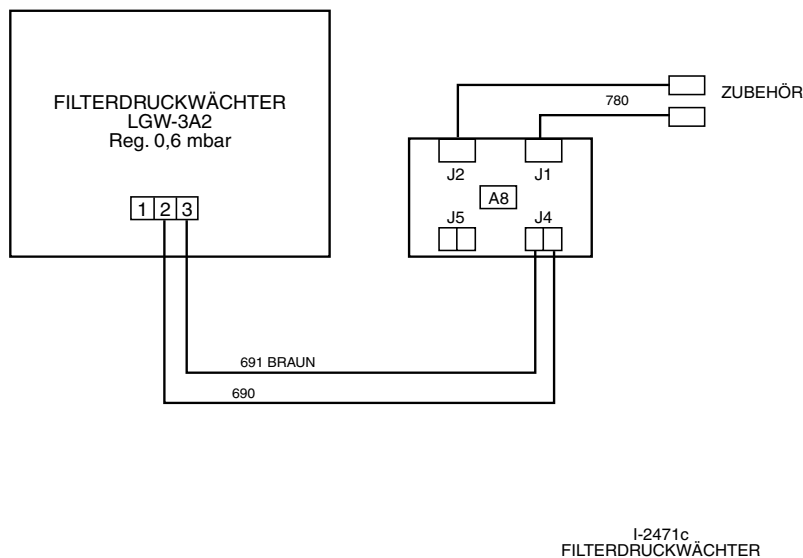 FILTERDRUCKWÄCHTER
LGW-3A2
Reg. 0,6 mbar
1 2 3
780
ZUBEHÖR
J2 J1
A8
J5 J4
691 BRAUN
690
I-2471c
FILTERDRUCKWÄCHTER